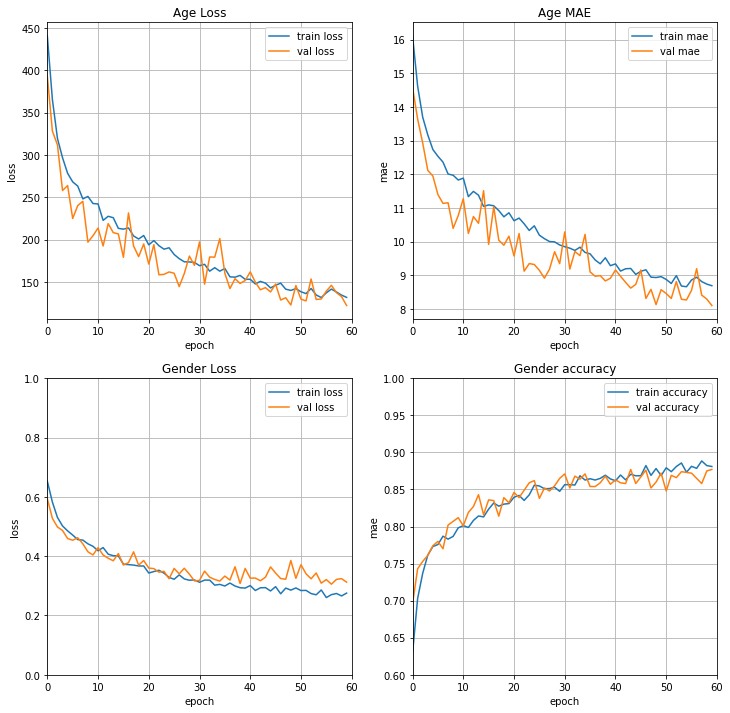 Age Loss
450
400
350
300
250
200
150
loss
0
10
20
30
40
50
60
epoch
train loss
val loss
Age MAE
16
15
14
13
12
11
10
9
8
mae
0
10
20
30
40
50
60
epoch
train mae
val mae
Gender Loss
1.0
0.8
0.6
0.4
0.2
0.0
loss
0
10
20
30
40
50
60
epoch
train loss
val loss
Gender accuracy
1.00
0.95
0.90
0.85
0.80
0.75
0.70
0.65
0.60
mae
0
10
20
30
40
50
60
epoch
train accuracy
val accuracy